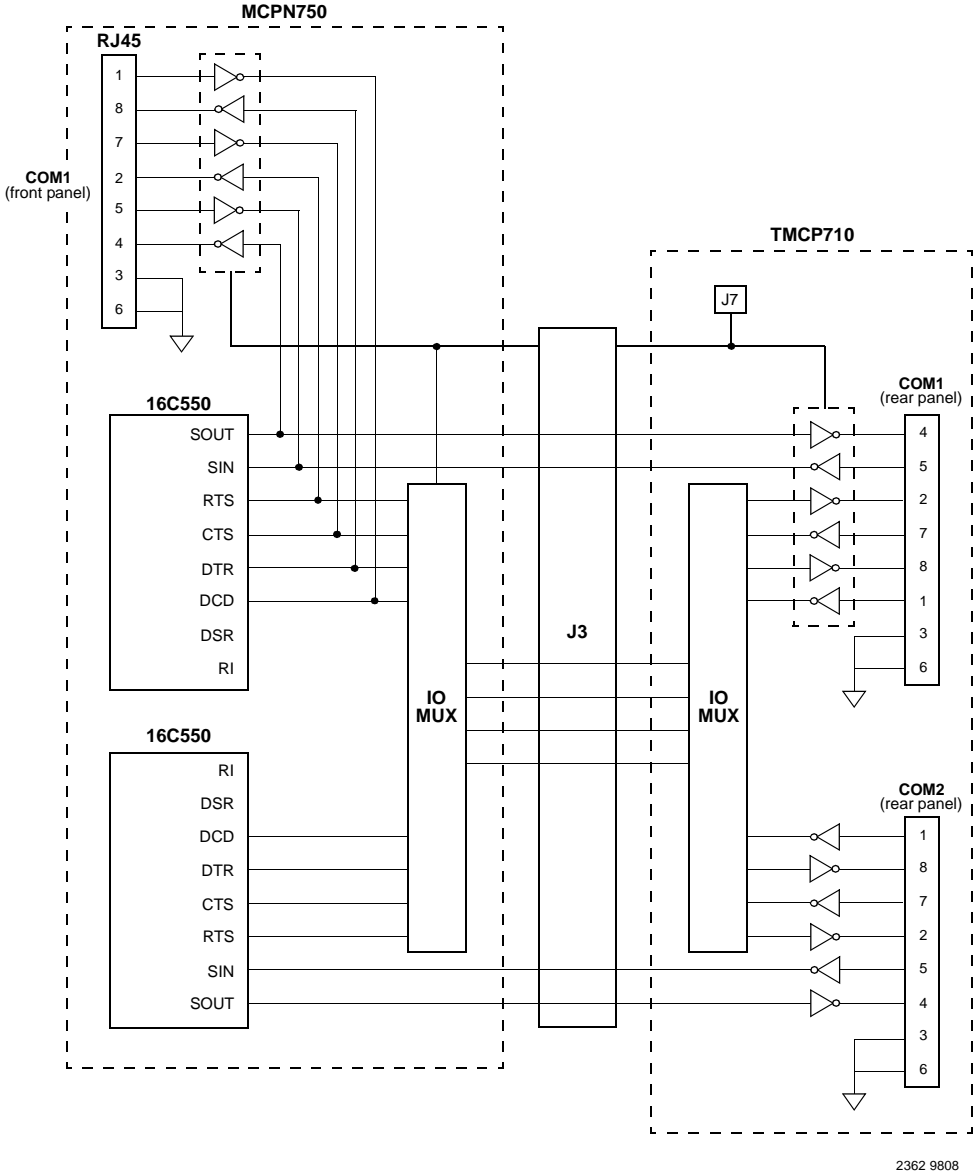 MCPN750
RJ45
1
8
7
2
5
4
3
6
COM1
(front panel)
TMCP710
J7
16C550
SOUT
SIN
RTS
CTS
DTR
DCD
DSR
RI
COM1
(rear panel)
4
5
2
7
8
1
3
6
J3
IO
MUX
IO
MUX
16C550
RI
DSR
DCD
DTR
CTS
RTS
SIN
SOUT
COM2
(rear panel)
1
8
7
2
5
4
3
6
2362 9808